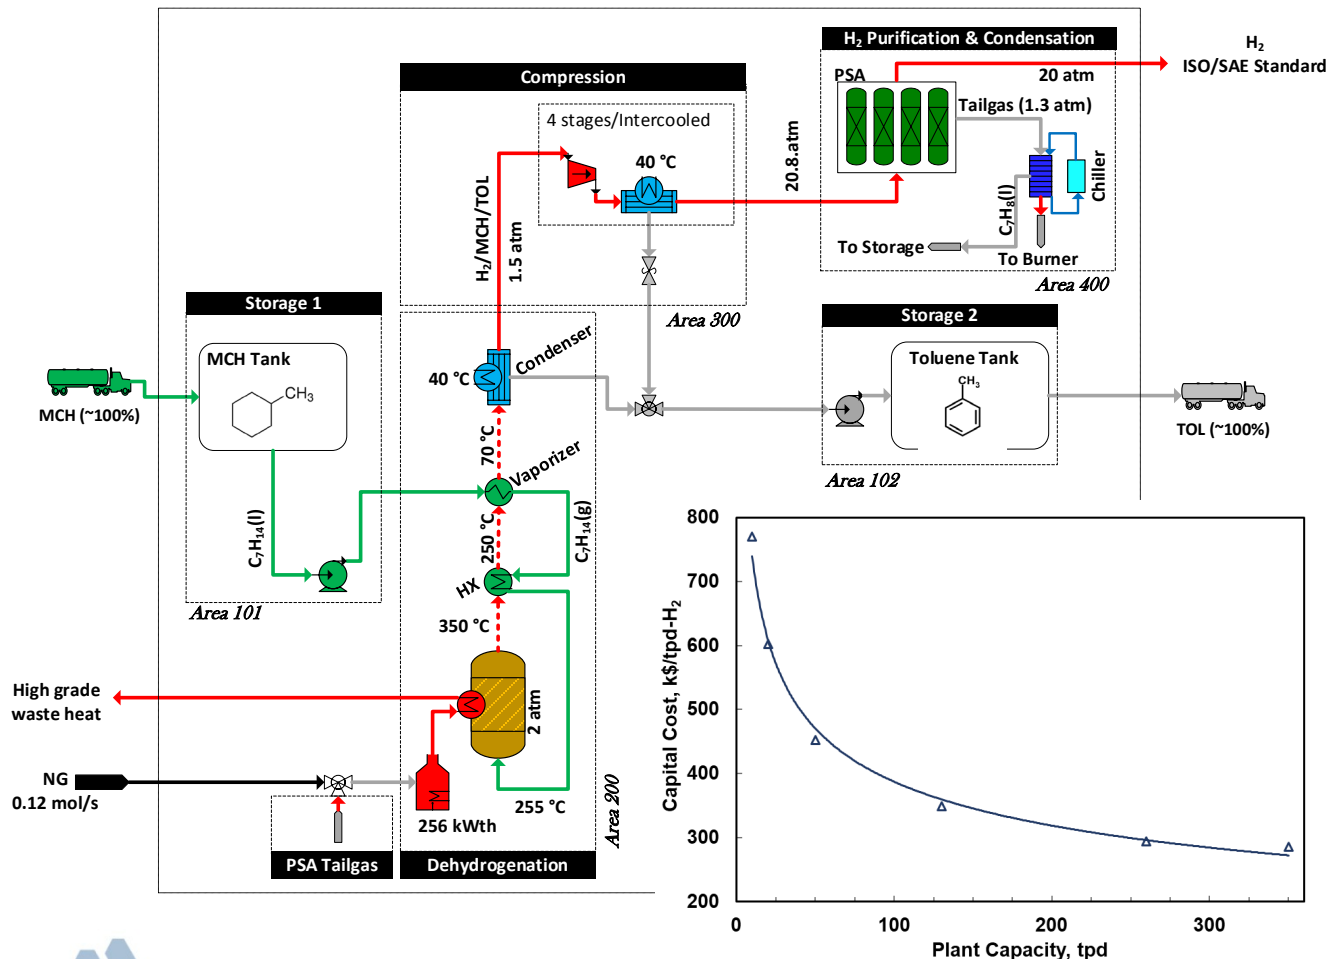 H₂ Purification & Condensation
H₂
ISO/SAE Standard
PSA
20 atm
Tailgas (1.3 atm)
Chiller
C₇H₈(l)
To Storage
To Burner
Area 400
Compression
4 stages/Intercooled
40 °C
20.8.atm
H₂/MCH/TOL
1.5 atm
Area 300
Storage 1
MCH Tank
CH₃
MCH (~100%)
C₇H₁₄(l)
Area 101
Condenser
40 °C
70 °C
Vaporizer
250 °C
C₇H₁₄(g)
HX
350 °C
2 atm
255 °C
256 kWth
Area 200
Dehydrogenation
Storage 2
Toluene Tank
CH₃
TOL (~100%)
Area 102
High grade
waste heat
NG
0.12 mol/s
PSA Tailgas
800
700
600
500
400
300
200
0
100
200
300
Capital Cost, k$/tpd-H₂
Plant Capacity, tpd